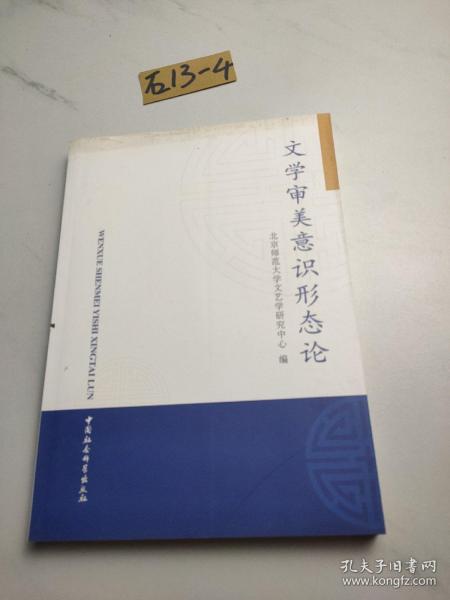 石13-4
文学审美意识形态论
北京师范大学文艺学研究中心 编
WENXUE SHENMEI YISHI XINGTAI LUN
中国社会科学出版社
孔夫子旧书网
www.kongfz.com